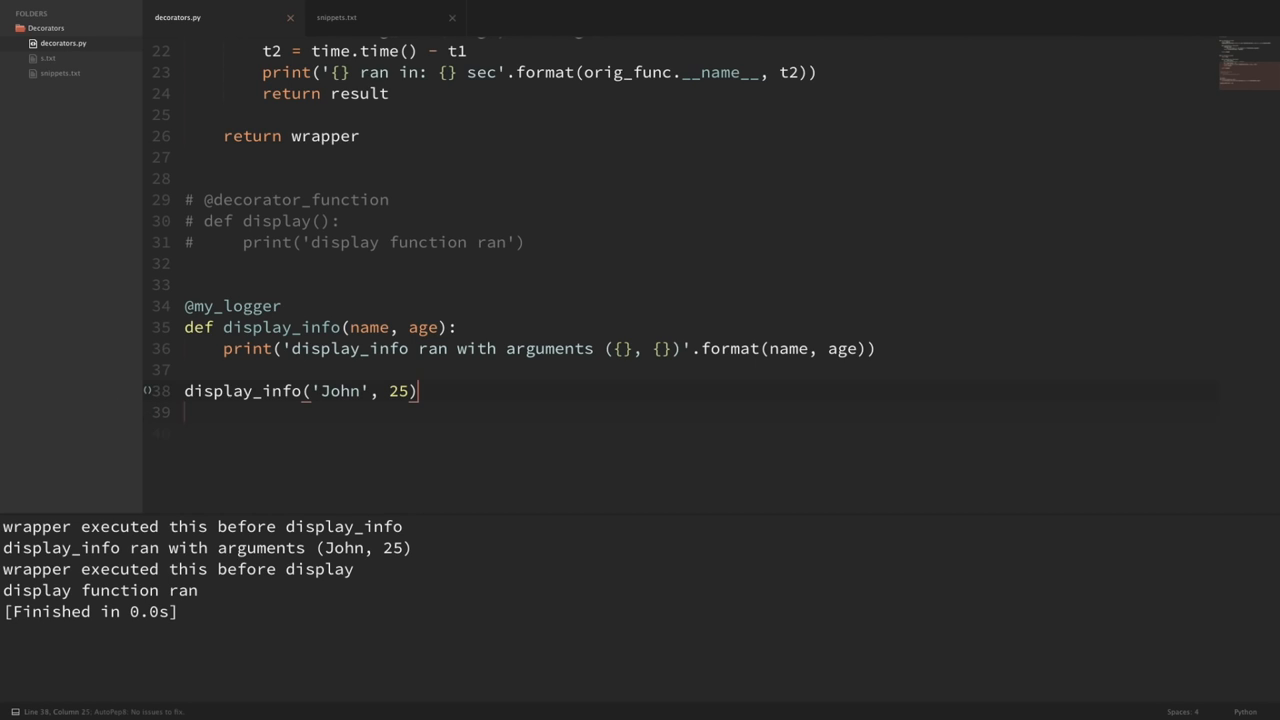 FOLDERS
Decorators
decorators.py
s.txt
snippets.txt
decorators.py
snippets.txt
22 t2 = time.time() - t1
23 print('{} ran in: {} sec'.format(orig_func.__name__, t2))
24 return result
25
26 return wrapper
27
28
29 # @decorator_function
30 # def display():
31 #     print('display function ran')
32
33
34 @my_logger
35 def display_info(name, age):
36 print('display_info ran with arguments ({}, {})'.format(name, age))
37
38 display_info('John', 25)
39
wrapper executed this before display_info
display_info ran with arguments (John, 25)
wrapper executed this before display
display function ran
[Finished in 0.0s]
Line 38, Column 25; AutoPep8: No issues to fix.
Spaces: 4
Python